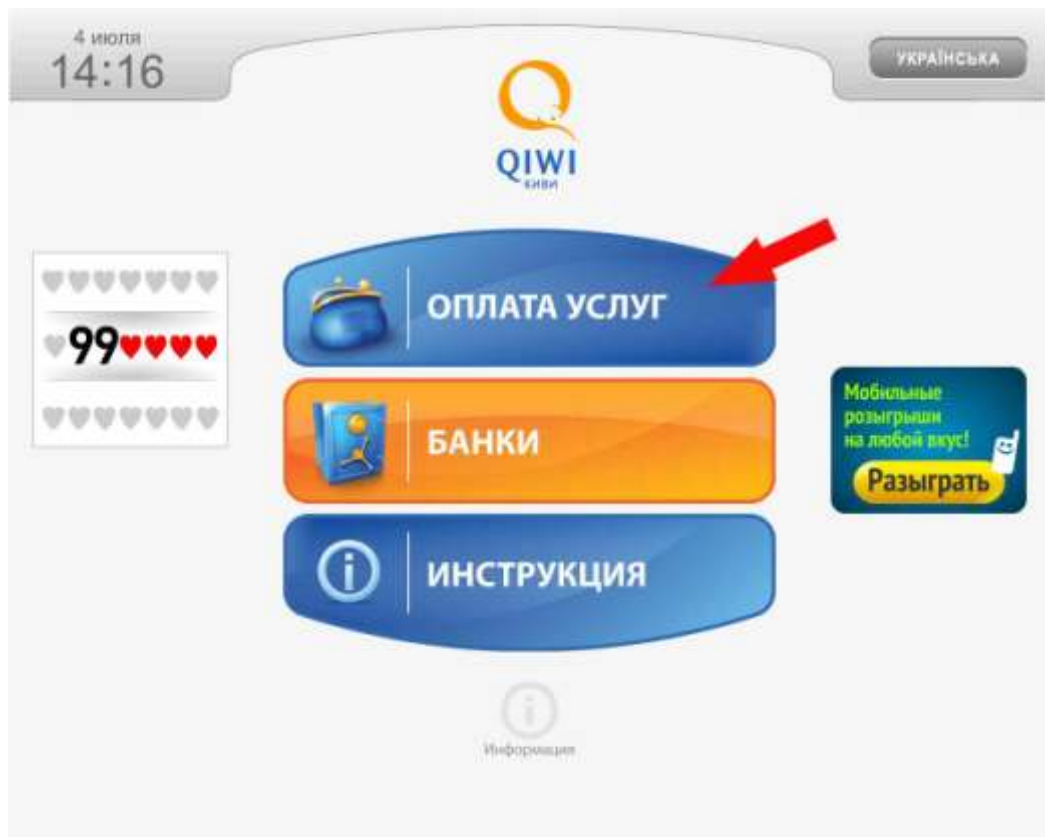 4 июля
14:16
УКРАЇНСЬКА
QIWI
КИВИ
ОПЛАТА УСЛУГ
99
БАНКИ
Мобильные
розыгрыши
на любой вкус!
Разыграть
ИНСТРУКЦИЯ
Информация